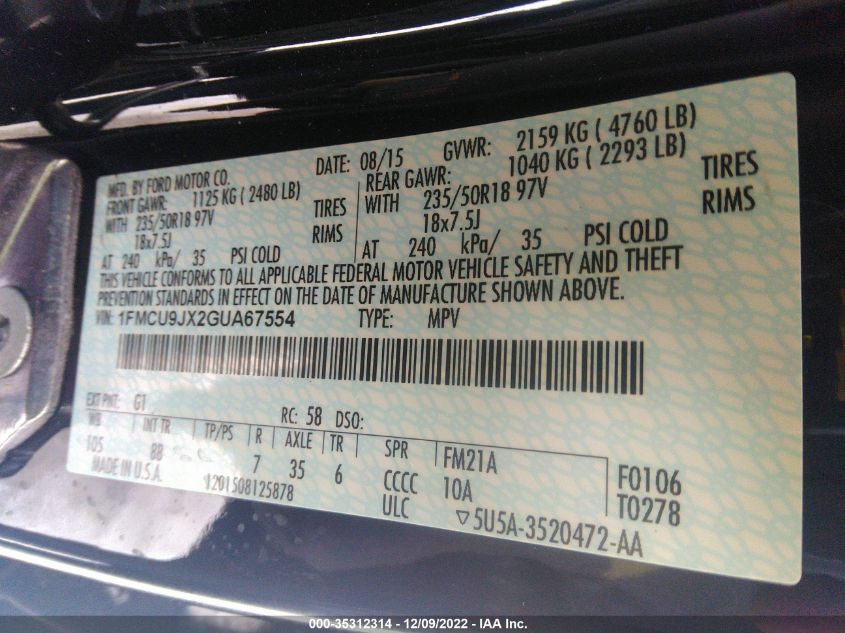 MFD. BY FORD MOTOR CO.
DATE: 08/15 GVWR: 2159 KG ( 4760 LB)
FRONT GAWR: 1125 KG (2480 LB)
REAR GAWR: 1040 KG ( 2293 LB)
WITH 235/50R18 97V TIRES
WITH 235/50R18 97V TIRES
18x7.5J RIMS
18x7.5J RIMS
AT 240 kPa/ 35 PSI COLD
AT 240 kPa/ 35 PSI COLD
THIS VEHICLE CONFORMS TO ALL APPLICABLE FEDERAL MOTOR VEHICLE SAFETY AND THEFT
PREVENTION STANDARDS IN EFFECT ON THE DATE OF MANUFACTURE SHOWN ABOVE.
VIN: 1FMCU9JX2GUA67554 TYPE: MPV
EXT PNT: G1 RC: 58 DSO:
WB INT TR TP/PS R AXLE TR SPR FM21A F0106
105 BB 7 35 6 CCCC 10A T0278
MADE IN U.S.A. 1201508125878 ULC ▽5U5A-3520472-AA
000-35312314 - 12/09/2022 - IAA Inc.